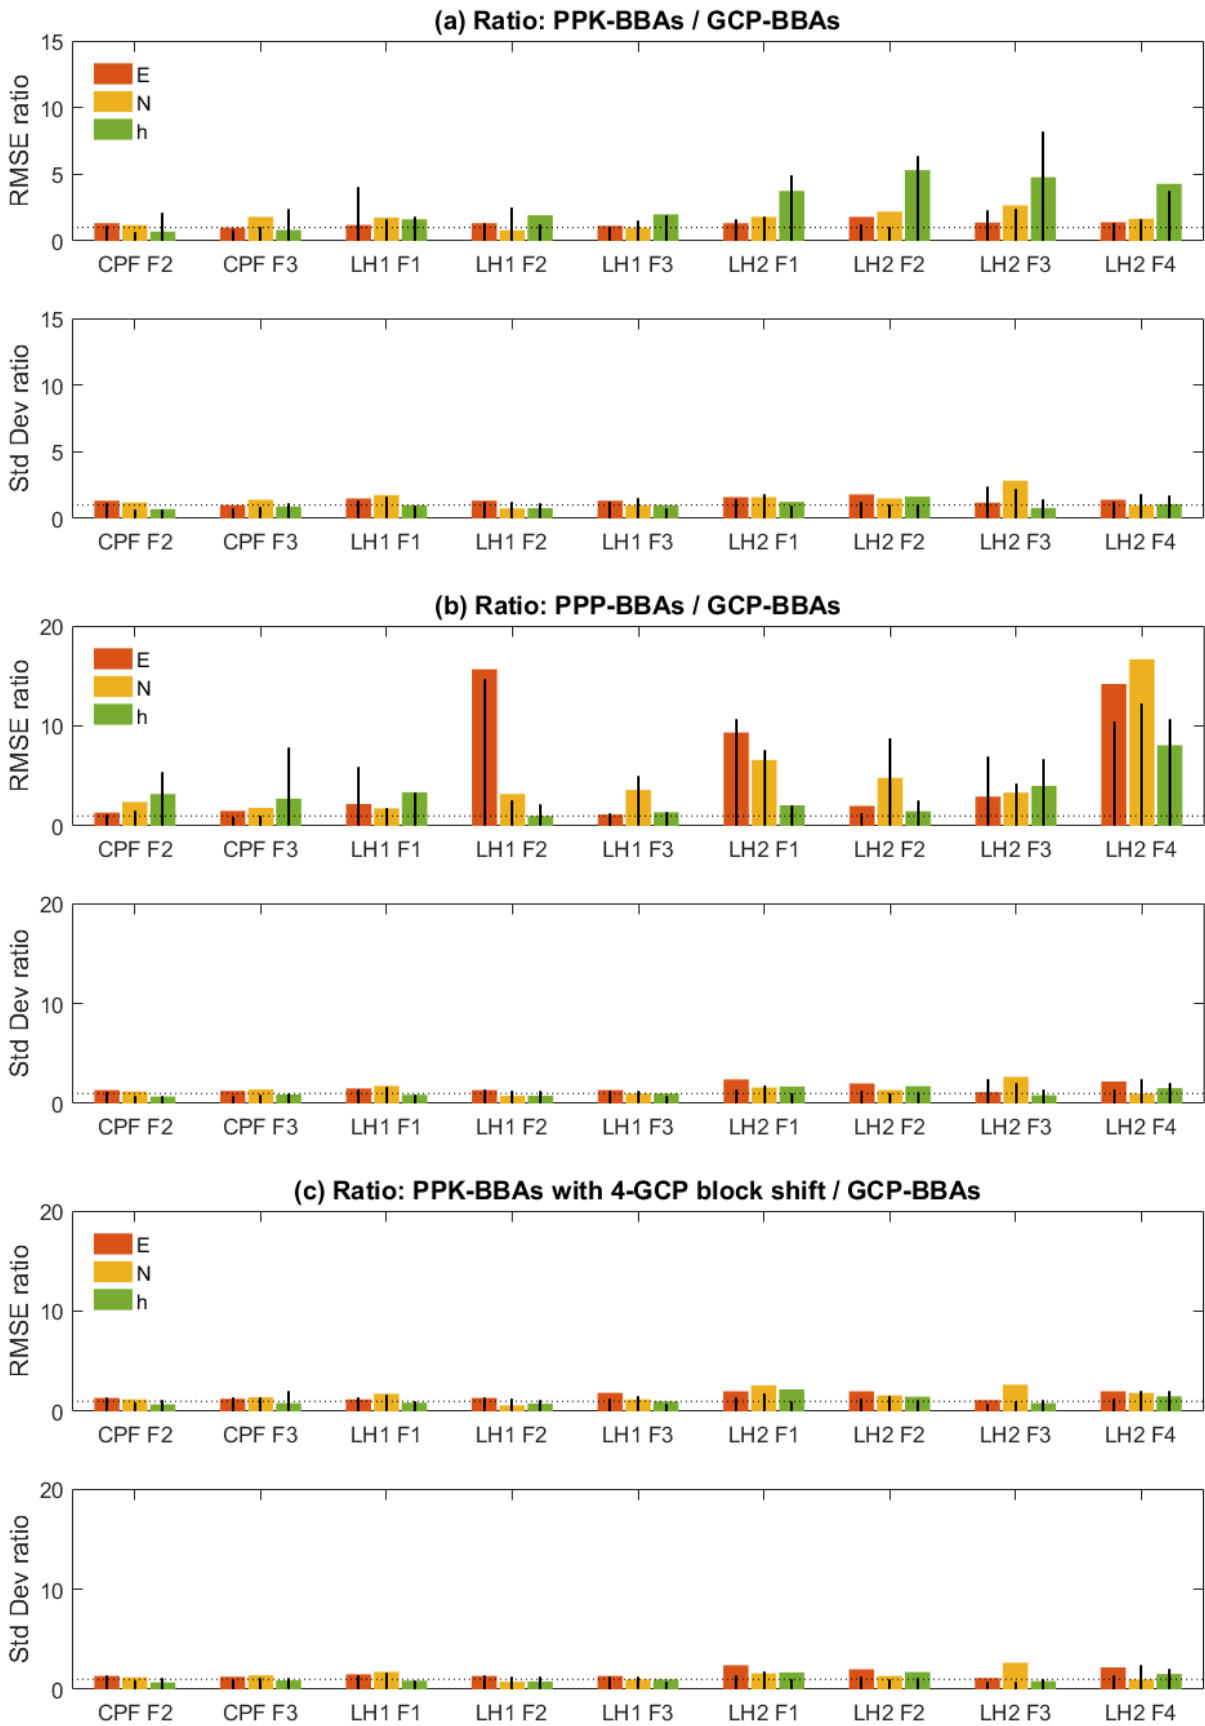 (a) Ratio: PPK-BBAs / GCP-BBAs
RMSE ratio
15
10
5
0
E
N
h
CPF F2 CPF F3 LH1 F1 LH1 F2 LH1 F3 LH2 F1 LH2 F2 LH2 F3 LH2 F4
Std Dev ratio
15
10
5
0
CPF F2 CPF F3 LH1 F1 LH1 F2 LH1 F3 LH2 F1 LH2 F2 LH2 F3 LH2 F4
(b) Ratio: PPP-BBAs / GCP-BBAs
RMSE ratio
20
10
0
E
N
h
CPF F2 CPF F3 LH1 F1 LH1 F2 LH1 F3 LH2 F1 LH2 F2 LH2 F3 LH2 F4
Std Dev ratio
20
10
0
CPF F2 CPF F3 LH1 F1 LH1 F2 LH1 F3 LH2 F1 LH2 F2 LH2 F3 LH2 F4
(c) Ratio: PPK-BBAs with 4-GCP block shift / GCP-BBAs
RMSE ratio
20
10
0
E
N
h
CPF F2 CPF F3 LH1 F1 LH1 F2 LH1 F3 LH2 F1 LH2 F2 LH2 F3 LH2 F4
Std Dev ratio
20
10
0
CPF F2 CPF F3 LH1 F1 LH1 F2 LH1 F3 LH2 F1 LH2 F2 LH2 F3 LH2 F4